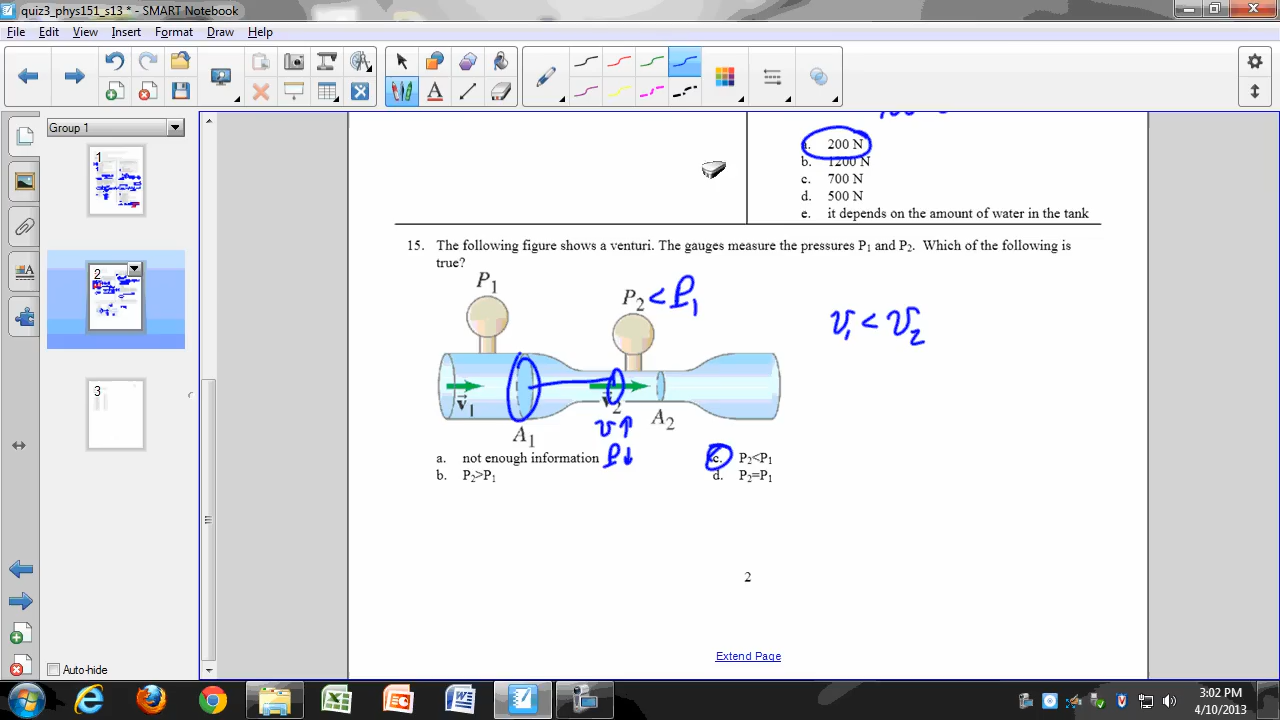 quiz3_phys151_s13 * - SMART Notebook
File Edit View Insert Format Draw Help
Group 1
1
2
3
a. 200 N
b. 1200 N
c. 700 N
d. 500 N
e. it depends on the amount of water in the tank
15. The following figure shows a venturi. The gauges measure the pressures P1 and P2. Which of the following is
true?
P1
P2 < P1
v1 < v2
v1
v2
A1
A2
v↑
P↓
a. not enough information
b. P2>P1
c. P2<P1
d. P2=P1
2
Extend Page
Auto-hide
3:02 PM
4/10/2013